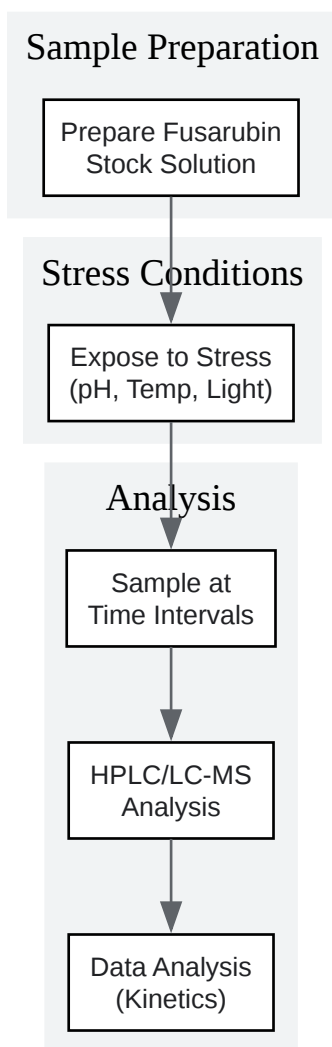 Sample Preparation
Prepare Fusarubin
Stock Solution
Stress Conditions
Expose to Stress
(pH, Temp, Light)
Analysis
Sample at
Time Intervals
HPLC/LC-MS
Analysis
Data Analysis
(Kinetics)